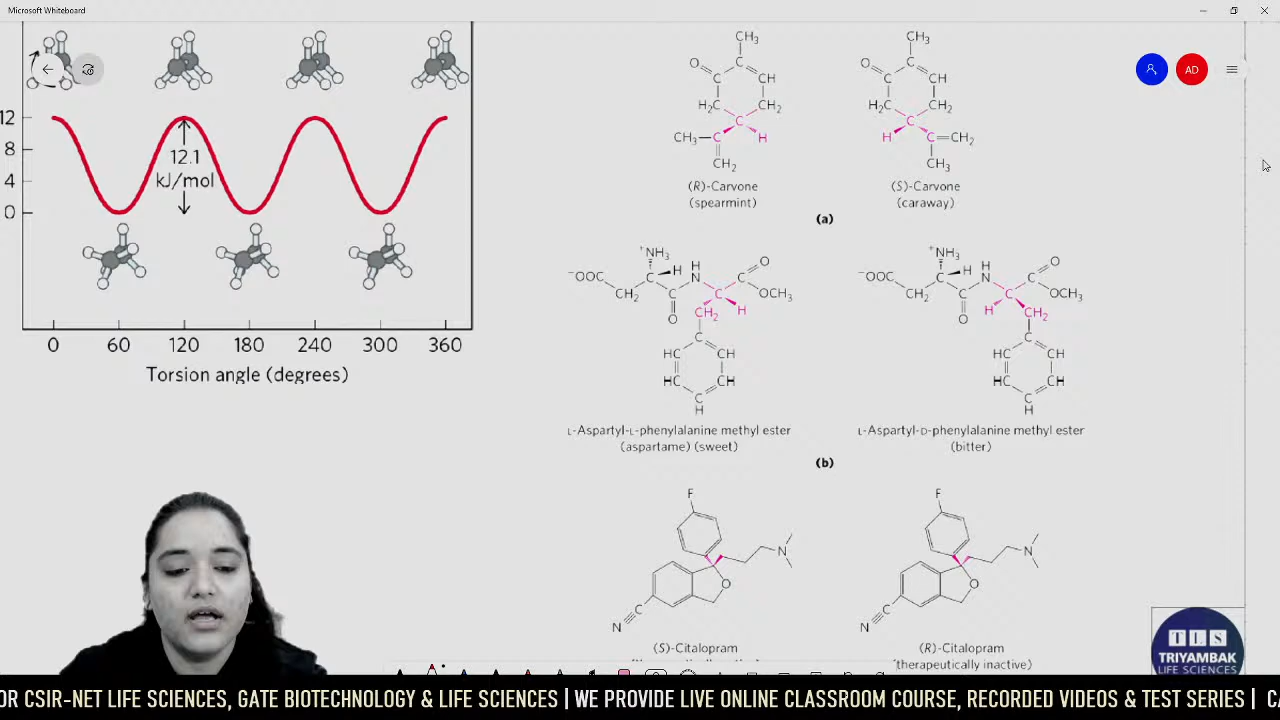 Microsoft Whiteboard
AD
12
8
4
0
12.1
kJ/mol
0 60 120 180 240 300 360
Torsion angle (degrees)
CH₃
O
C
C
CH
H₂C
CH₂
C
CH₃—C
H
CH₂
(R)-Carvone
(spearmint)
CH₃
O
C
C
CH
H₂C
CH₂
C
H
C=CH₂
CH₃
(S)-Carvone
(caraway)
(a)
⁺NH₃
⁻OOC
C
H
H
N
C
O
CH₂
C
C
OCH₃
O
CH₂
H
C
HC
CH
HC
CH
C
H
L-Aspartyl-L-phenylalanine methyl ester
(aspartame) (sweet)
⁺NH₃
⁻OOC
C
H
H
N
C
O
CH₂
C
C
OCH₃
O
H
CH₂
C
HC
CH
HC
CH
C
H
L-Aspartyl-D-phenylalanine methyl ester
(bitter)
(b)
F
N
O
C
N
(S)-Citalopram
F
N
O
C
N
(R)-Citalopram
(therapeutically inactive)
TLS
TRIYAMBAK
LIFE SCIENCES
OR CSIR-NET LIFE SCIENCES, GATE BIOTECHNOLOGY & LIFE SCIENCES | WE PROVIDE LIVE ONLINE CLASSROOM COURSE, RECORDED VIDEOS & TEST SERIES |